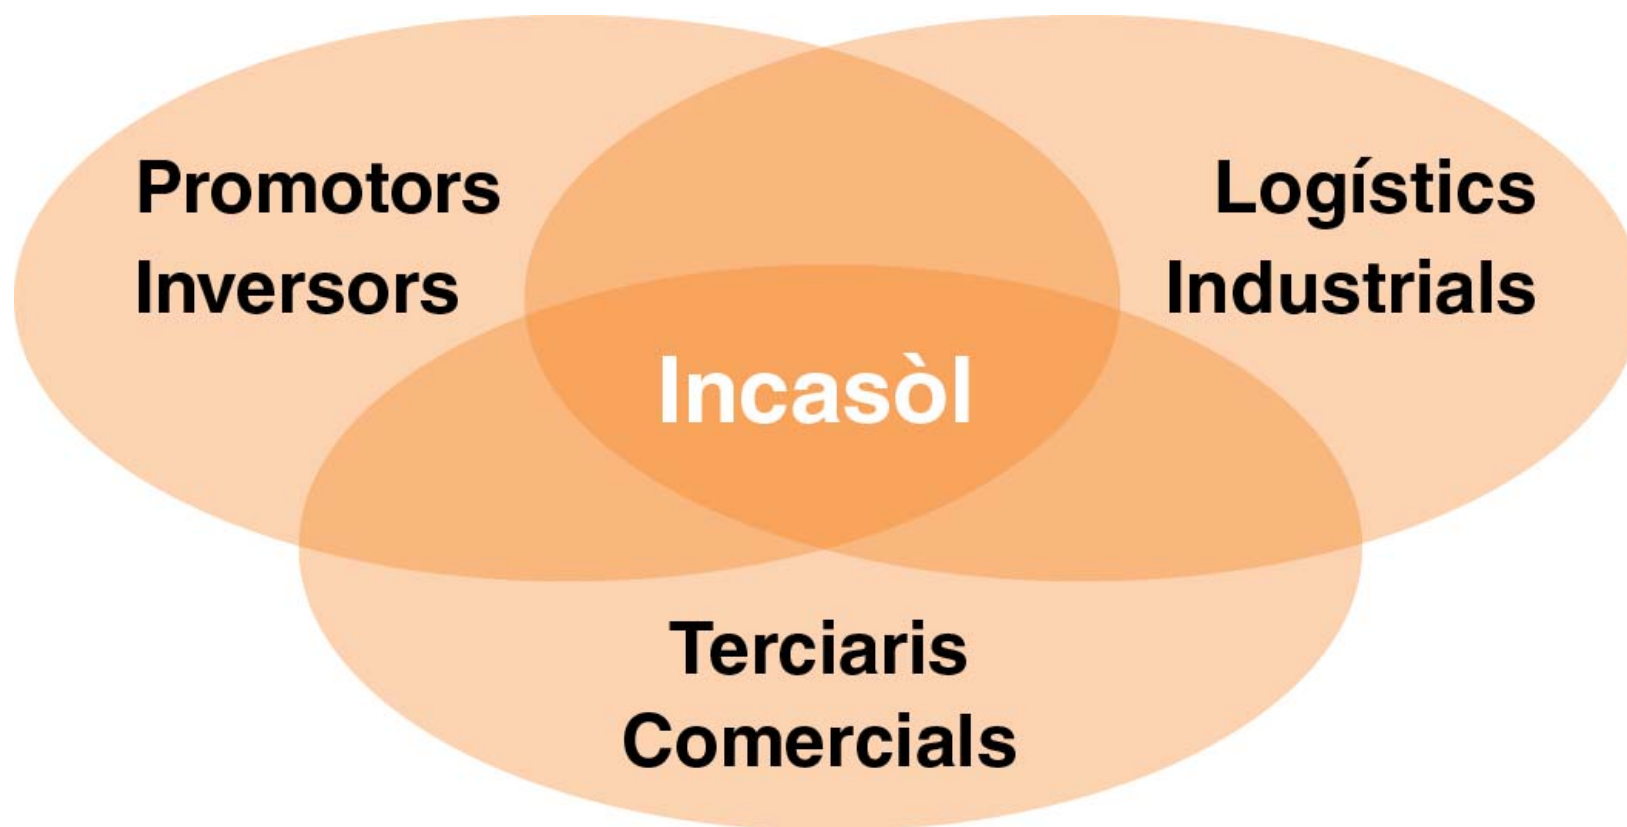 Promotors
Inversors
Logístics
Industrials
Incasòl
Terciaris
Comercials